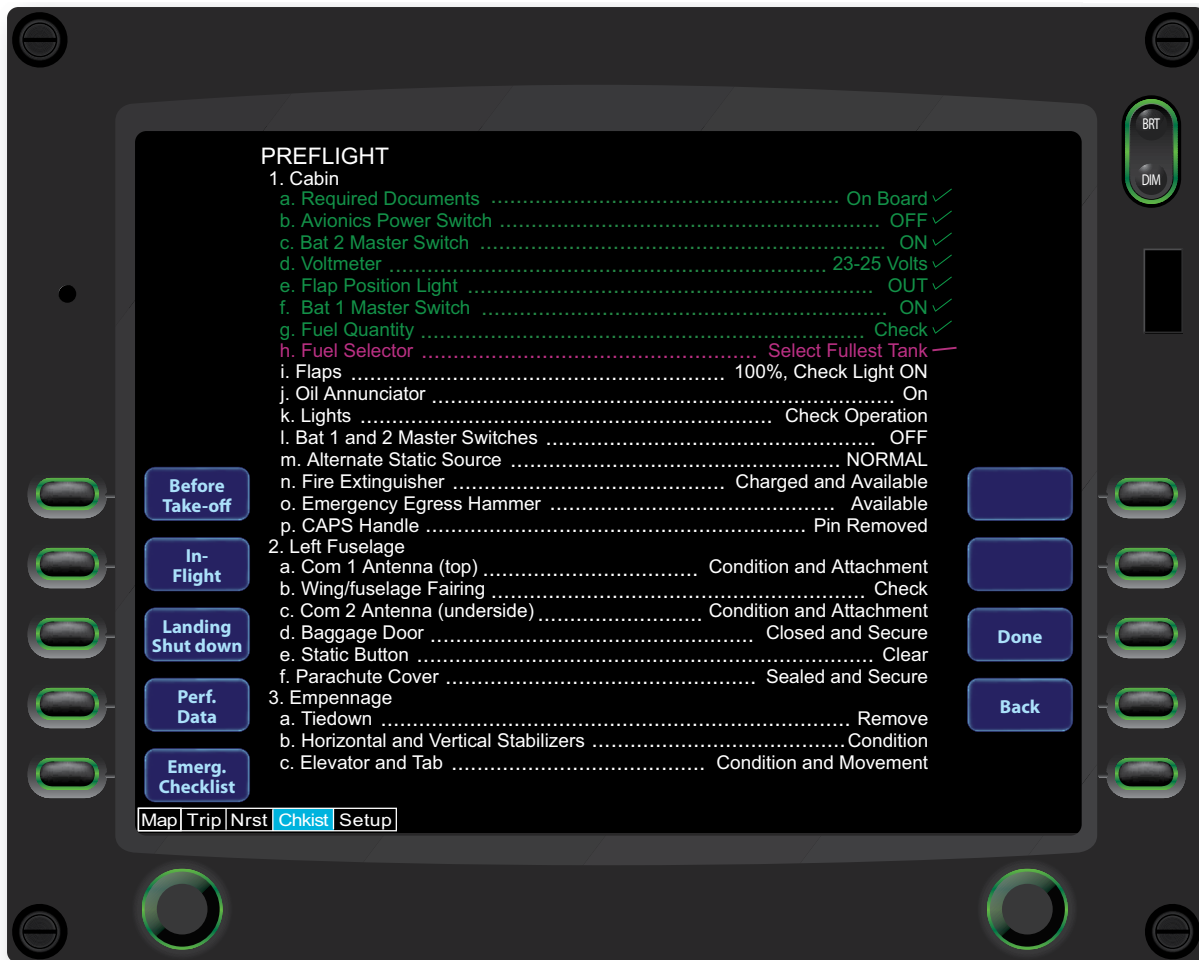 BRT
DIM
PREFLIGHT
1. Cabin
a. Required Documents ........ On Board
b. Avionics Power Switch ........ OFF
c. Bat 2 Master Switch ........ ON
d. Voltmeter ........ 23-25 Volts
e. Flap Position Light ........ OUT
f. Bat 1 Master Switch ........ ON
g. Fuel Quantity ........ Check
h. Fuel Selector ........ Select Fullest Tank
i. Flaps ........ 100%, Check Light ON
j. Oil Annunciator ........ On
k. Lights ........ Check Operation
l. Bat 1 and 2 Master Switches ........ OFF
m. Alternate Static Source ........ NORMAL
n. Fire Extinguisher ........ Charged and Available
o. Emergency Egress Hammer ........ Available
p. CAPS Handle ........ Pin Removed
2. Left Fuselage
a. Com 1 Antenna (top) ........ Condition and Attachment
b. Wing/fuselage Fairing ........ Check
c. Com 2 Antenna (underside) ........ Condition and Attachment
d. Baggage Door ........ Closed and Secure
e. Static Button ........ Clear
f. Parachute Cover ........ Sealed and Secure
3. Empennage
a. Tiedown ........ Remove
b. Horizontal and Vertical Stabilizers ........ Condition
c. Elevator and Tab ........ Condition and Movement
Before
Take-off
In-
Flight
Landing
Shut down
Perf.
Data
Emerg.
Checklist
Done
Back
Map Trip Nrst Chkist Setup